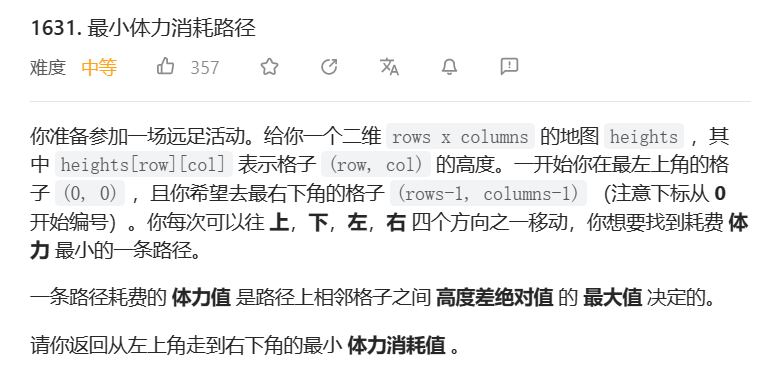 1631. 最小体力消耗路径
难度 中等 357
你准备参加一场远足活动。给你一个二维 rows x columns 的地图 heights ，其
中 heights[row][col] 表示格子 (row, col) 的高度。一开始你在最左上角的格
子 (0, 0) ，且你希望去最右下角的格子 (rows-1, columns-1) （注意下标从 0
开始编号）。你每次可以往 上，下，左，右 四个方向之一移动，你想要找到耗费 体
力 最小的一条路径。
一条路径耗费的 体力值 是路径上相邻格子之间 高度差绝对值 的 最大值 决定的。
请你返回从左上角走到右下角的最小 体力消耗值 。